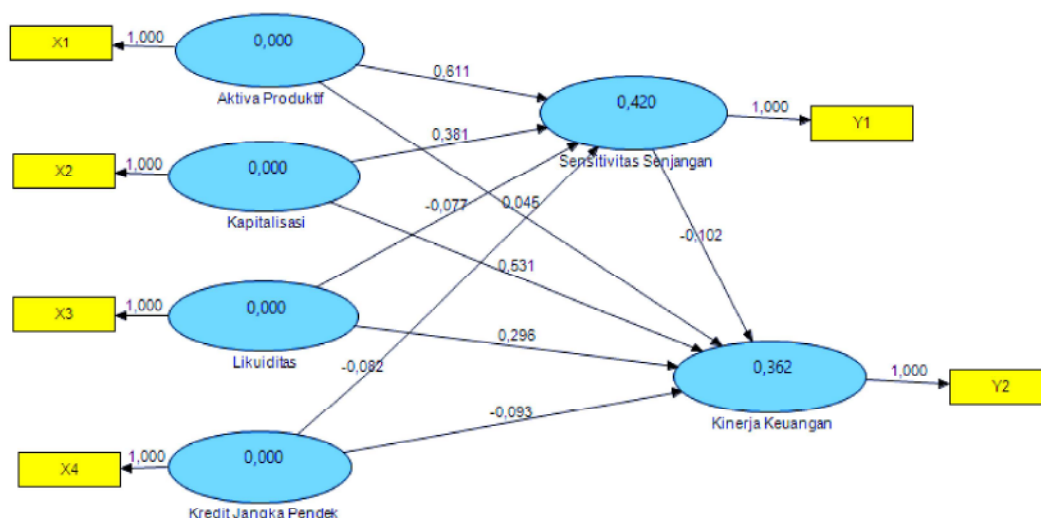 X1
1,000
0,000
Aktiva Produktif
0,611
0,420
Sensitivitas Senjangan
1,000
Y1
X2
1,000
0,000
Kapitalisasi
0,381
-0,077
0,045
-0,102
0,531
X3
1,000
0,000
Likuiditas
0,296
-0,082
0,362
Kinerja Keuangan
1,000
Y2
-0,093
X4
1,000
0,000
Kredit Jangka Pendek